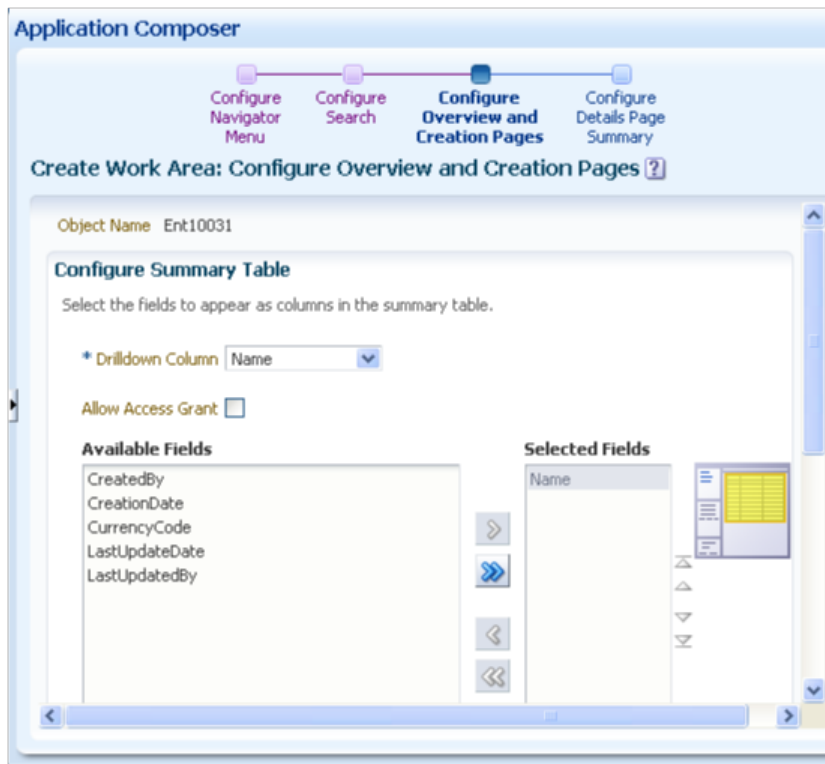 Application Composer
Configure
Navigator
Menu
Configure
Search
Configure
Overview and
Creation Pages
Configure
Details Page
Summary
Create Work Area: Configure Overview and Creation Pages ?
Object Name Ent10031
Configure Summary Table
Select the fields to appear as columns in the summary table.
* Drilldown Column Name
Allow Access Grant
Available Fields
CreatedBy
CreationDate
CurrencyCode
LastUpdateDate
LastUpdatedBy
Selected Fields
Name